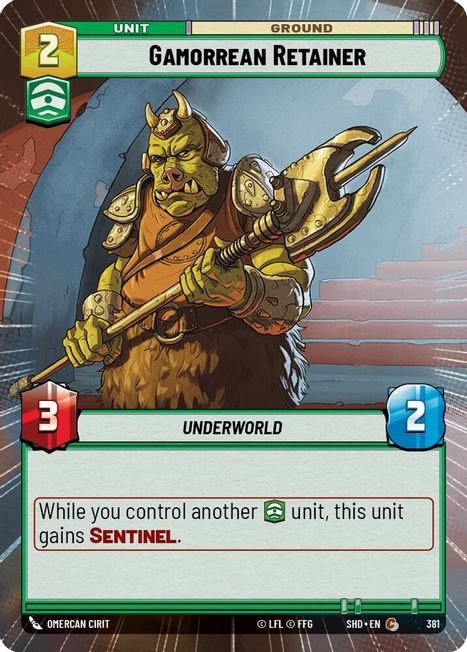 2
UNIT
GROUND
GAMORREAN RETAINER
3
UNDERWORLD
2
While you control another unit, this unit
gains SENTINEL.
OMERCAN CIRIT
© LFL © FFG
SHD • EN
C
381